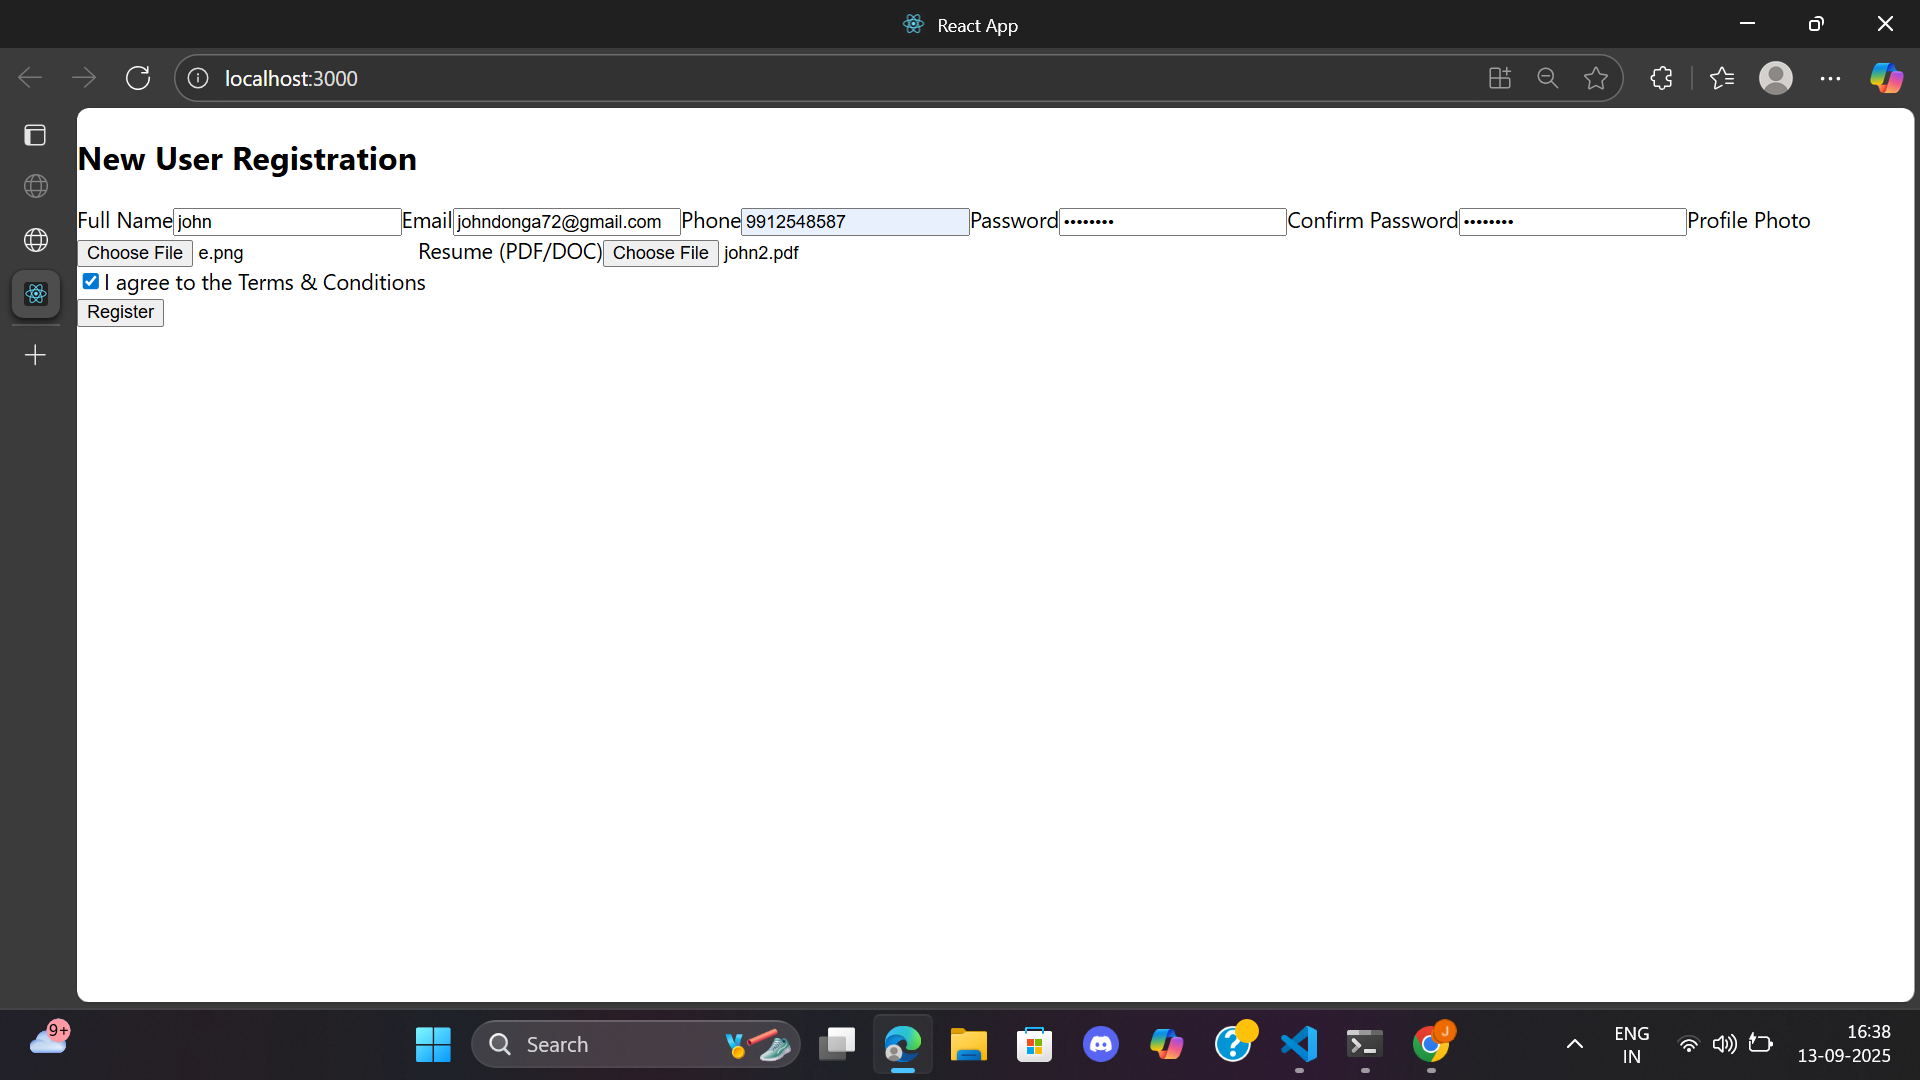 React App
localhost:3000
New User Registration
Full Name john Email johndonga72@gmail.com Phone 9912548587 Password •••••••• Confirm Password •••••••• Profile Photo
Choose File e.png Resume (PDF/DOC) Choose File john2.pdf
I agree to the Terms & Conditions
Register
9+
Search
J
ENG
IN
16:38
13-09-2025